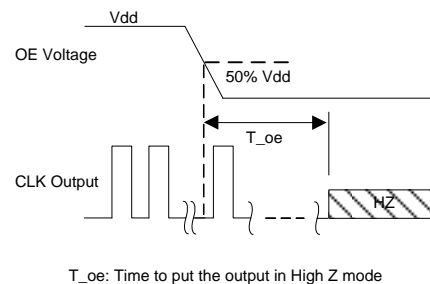 Vdd
OE Voltage
50% Vdd
T_oe
CLK Output
HZ
T_oe: Time to put the output in High Z mode